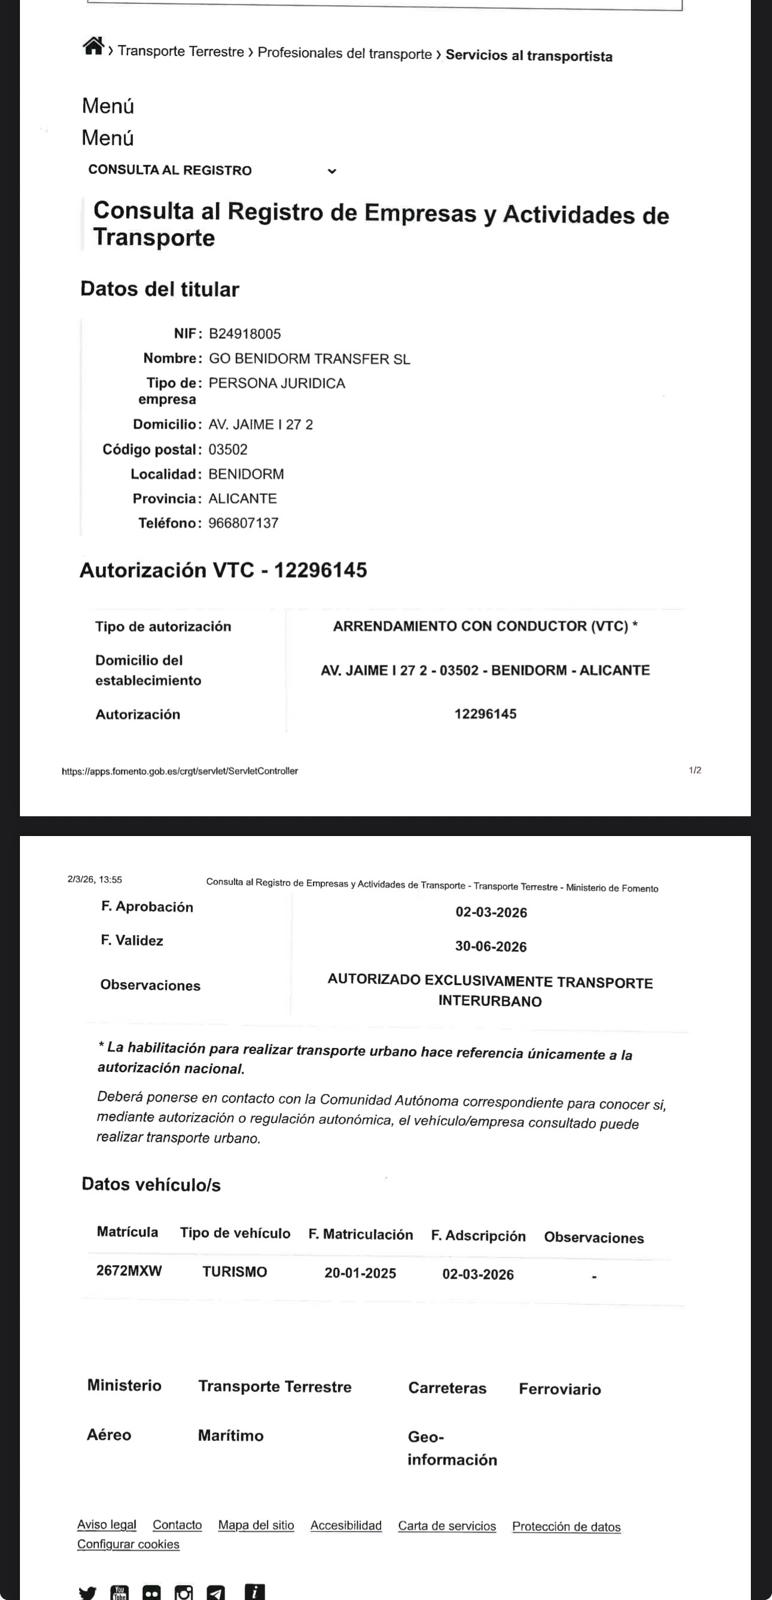 Transporte Terrestre › Profesionales del transporte › Servicios al transportista
Menú
Menú
CONSULTA AL REGISTRO
Consulta al Registro de Empresas y Actividades de
Transporte
Datos del titular
NIF: B24918005
Nombre: GO BENIDORM TRANSFER SL
Tipo de: PERSONA JURIDICA
empresa
Domicilio: AV. JAIME I 27 2
Código postal: 03502
Localidad: BENIDORM
Provincia: ALICANTE
Teléfono: 966807137
Autorización VTC - 12296145
Tipo de autorización ARRENDAMIENTO CON CONDUCTOR (VTC) *
Domicilio del
establecimiento AV. JAIME I 27 2 - 03502 - BENIDORM - ALICANTE
Autorización 12296145
https://apps.fomento.gob.es/crgt/servlet/ServletController 1/2
2/3/26, 13:55 Consulta al Registro de Empresas y Actividades de Transporte - Transporte Terrestre - Ministerio de Fomento
F. Aprobación 02-03-2026
F. Validez 30-06-2026
Observaciones AUTORIZADO EXCLUSIVAMENTE TRANSPORTE
INTERURBANO
* La habilitación para realizar transporte urbano hace referencia únicamente a la
autorización nacional.
Deberá ponerse en contacto con la Comunidad Autónoma correspondiente para conocer si,
mediante autorización o regulación autonómica, el vehículo/empresa consultado puede
realizar transporte urbano.
Datos vehículo/s
Matrícula Tipo de vehículo F. Matriculación F. Adscripción Observaciones
2672MXW TURISMO 20-01-2025 02-03-2026 -
Ministerio Transporte Terrestre Carreteras Ferroviario
Aéreo Marítimo Geo-
información
Aviso legal Contacto Mapa del sitio Accesibilidad Carta de servicios Protección de datos
Configurar cookies